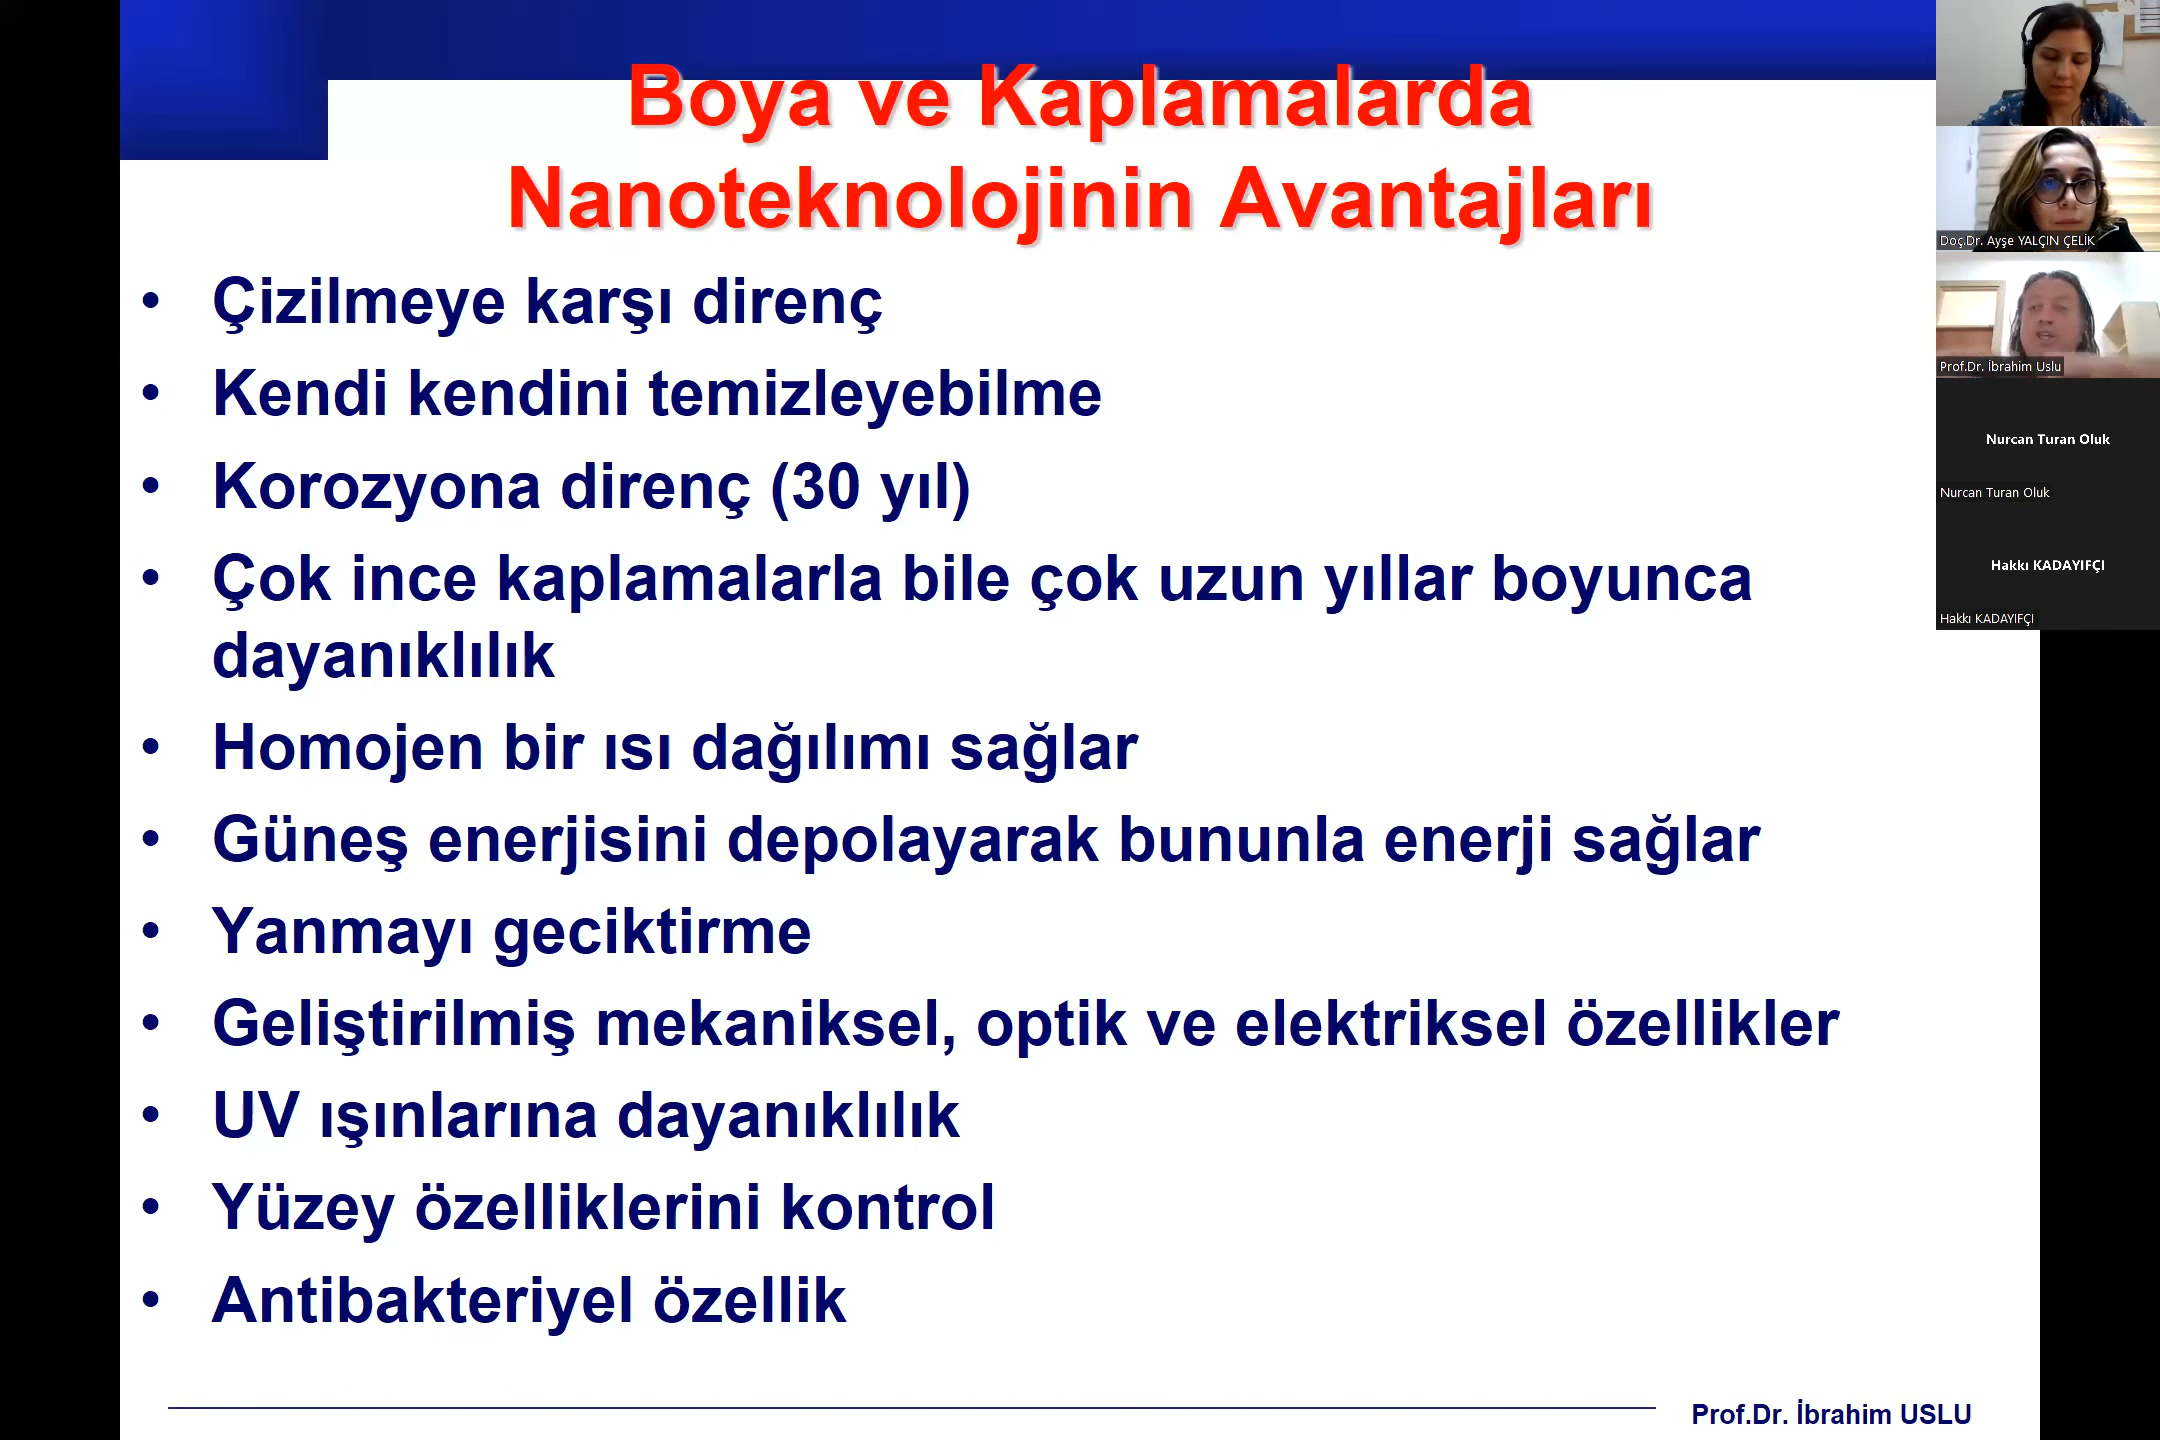 Boya ve Kaplamalarda
Nanoteknolojinin Avantajları
• Çizilmeye karşı direnç
• Kendi kendini temizleyebilme
• Korozyona direnç (30 yıl)
• Çok ince kaplamalarla bile çok uzun yıllar boyunca
dayanıklılık
• Homojen bir ısı dağılımı sağlar
• Güneş enerjisini depolayarak bununla enerji sağlar
• Yanmayı geciktirme
• Geliştirilmiş mekaniksel, optik ve elektriksel özellikler
• UV ışınlarına dayanıklılık
• Yüzey özelliklerini kontrol
• Antibakteriyel özellik
Prof.Dr. İbrahim USLU
Doç.Dr. Ayşe YALÇIN ÇELİK
Prof.Dr. İbrahim Uslu
Nurcan Turan Oluk
Nurcan Turan Oluk
Hakkı KADAYIFÇI
Hakkı KADAYIFÇI